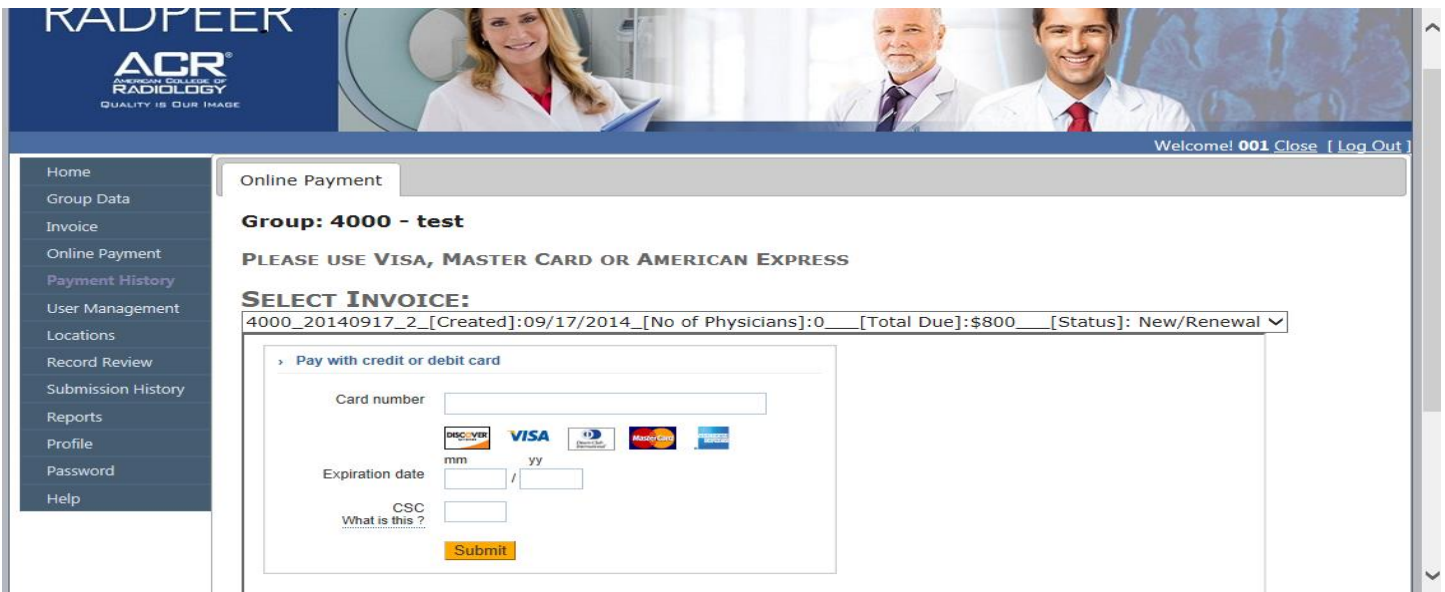 RADPEER
ACR®
AMERICAN COLLEGE OF
RADIOLOGY
QUALITY IS OUR IMAGE
Welcome! 001 Close [ Log Out ]
Home
Group Data
Invoice
Online Payment
Payment History
User Management
Locations
Record Review
Submission History
Reports
Profile
Password
Help
Online Payment
Group: 4000 - test
PLEASE USE VISA, MASTER CARD OR AMERICAN EXPRESS
SELECT INVOICE:
4000_20140917_2_[Created]:09/17/2014_[No of Physicians]:0___[Total Due]:$800___[Status]: New/Renewal
› Pay with credit or debit card
Card number
DISCOVER VISA MasterCard
mm yy
Expiration date /
CSC
What is this ?
Submit